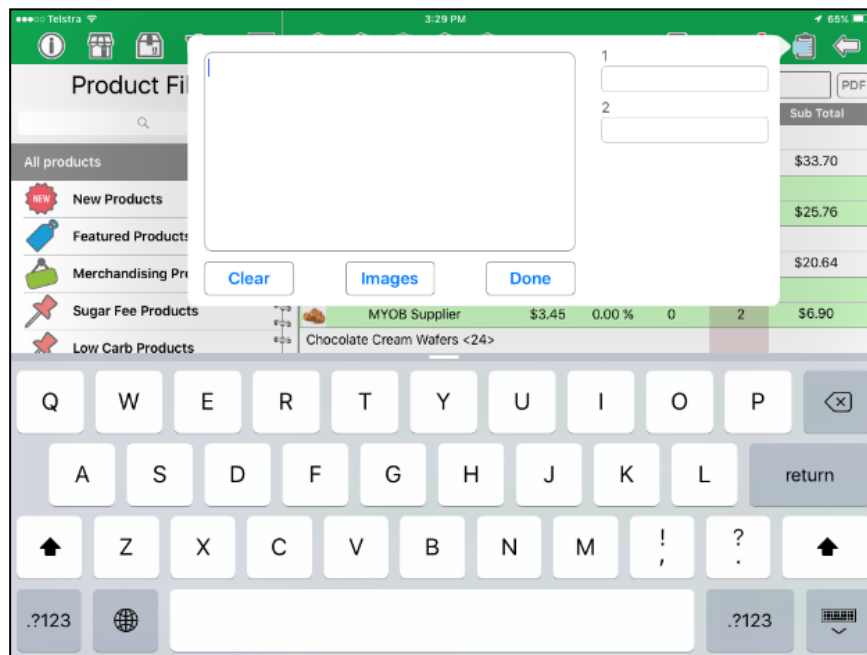 Telstra
3:29 PM
65%
Product Fil
PDF
Sub Total
All products
$33.70
NEW
New Products
$25.76
Featured Products
$20.64
Merchandising Pr
Sugar Fee Products
MYOB Supplier $3.45 0.00 % 0 2 $6.90
Low Carb Products
Chocolate Cream Wafers <24>
1
2
Clear Images Done
Q W E R T Y U I O P
A S D F G H J K L return
Z X C V B N M ! , ? .
.?123 .?123